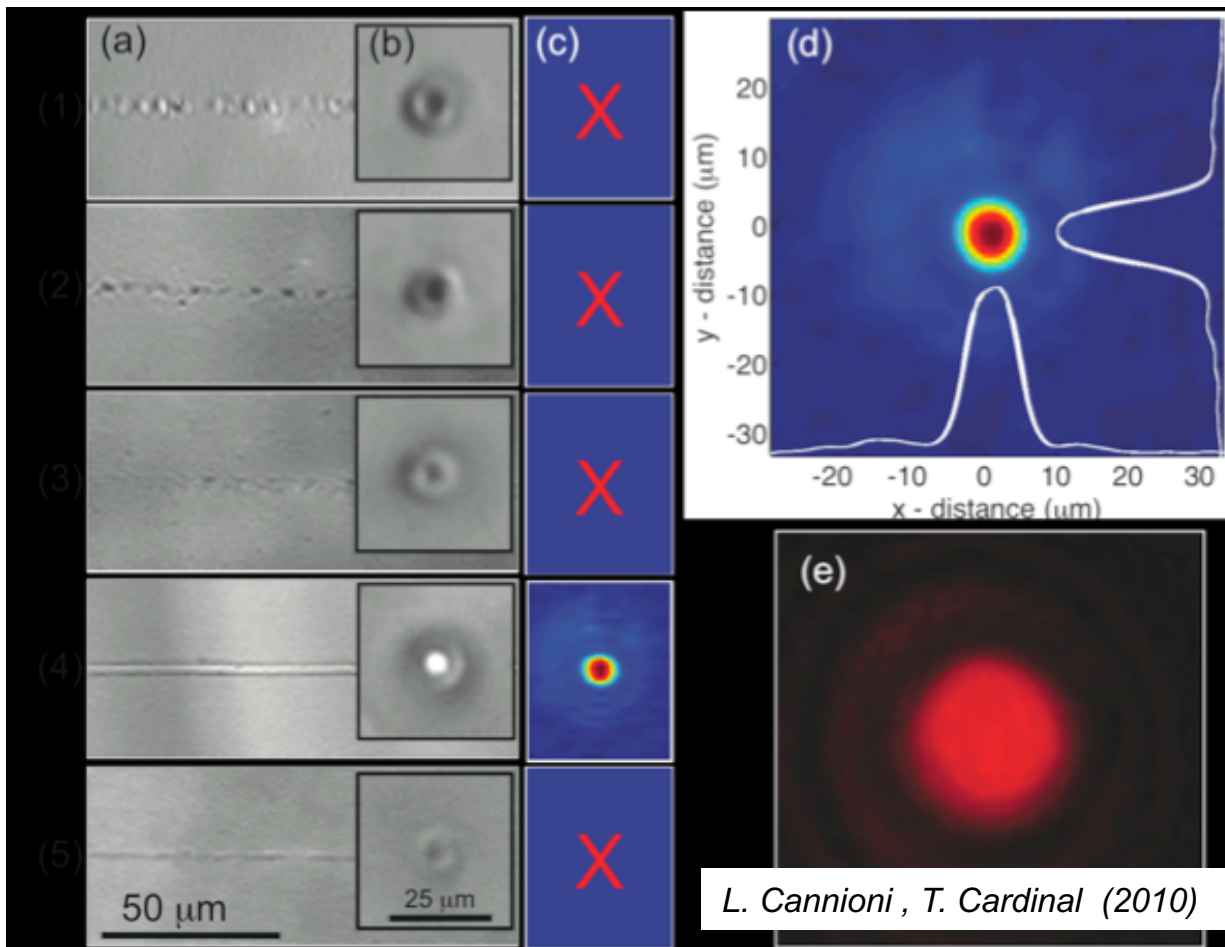 (a)
(b)
(c)
(d)
(1)
X
(2)
X
(3)
X
(4)
(5)
X
50 μm
25 μm
20
10
0
-10
-20
-30
y - distance (μm)
-20 -10 0 10 20 30
x - distance (μm)
(e)
L. Cannioni , T. Cardinal (2010)